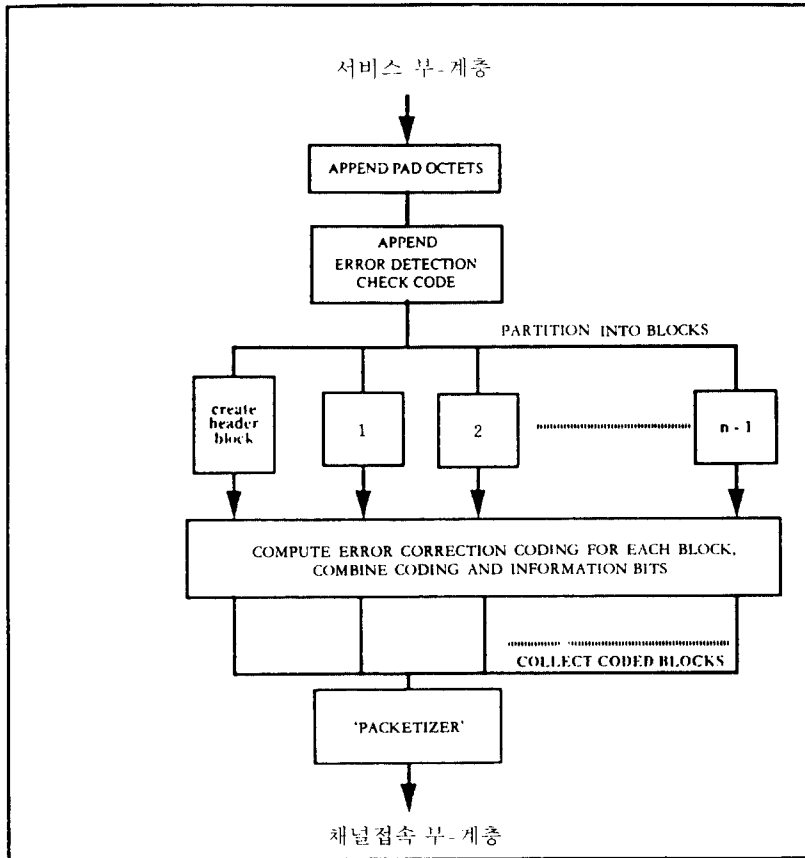 서비스 부-계층
APPEND PAD OCTETS
APPEND
ERROR DETECTION
CHECK CODE
PARTITION INTO BLOCKS
create
header
block
1
2
n - 1
COMPUTE ERROR CORRECTION CODING FOR EACH BLOCK,
COMBINE CODING AND INFORMATION BITS
COLLECT CODED BLOCKS
'PACKETIZER'
채널접속 부-계층